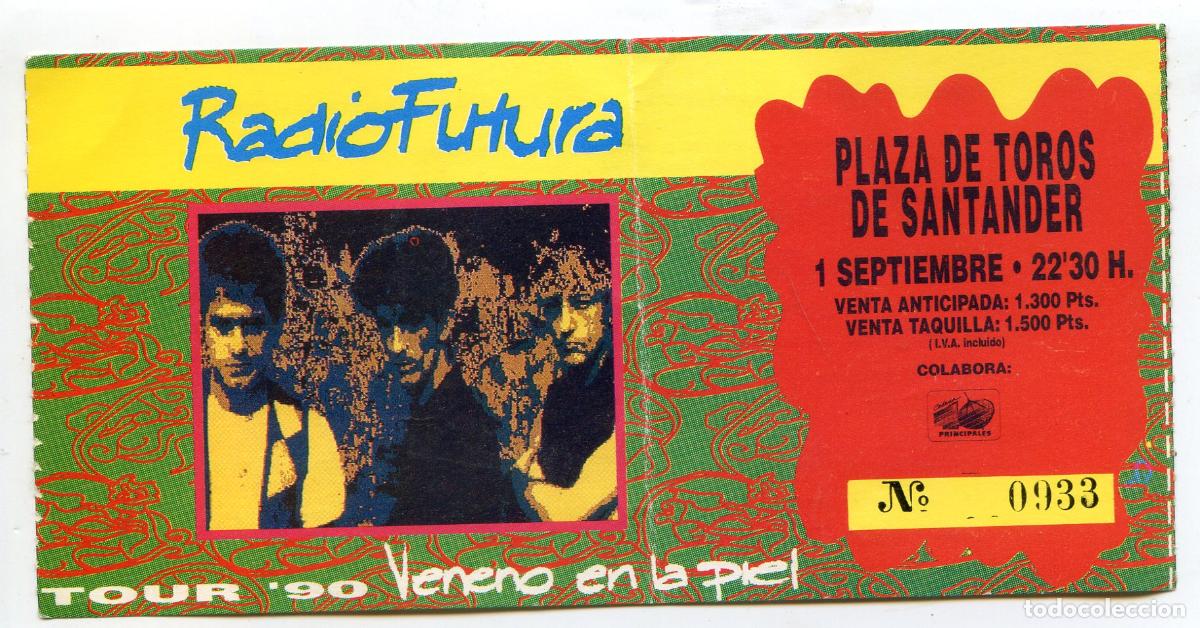 RadioFutura
PLAZA DE TOROS
DE SANTANDER
1 SEPTIEMBRE • 22'30 H.
VENTA ANTICIPADA: 1.300 Pts.
VENTA TAQUILLA: 1.500 Pts.
( I.V.A. incluido)
COLABORA:
40
PRINCIPALES
Nº 0933
TOUR '90 Veneno en la piel
todocoleccion